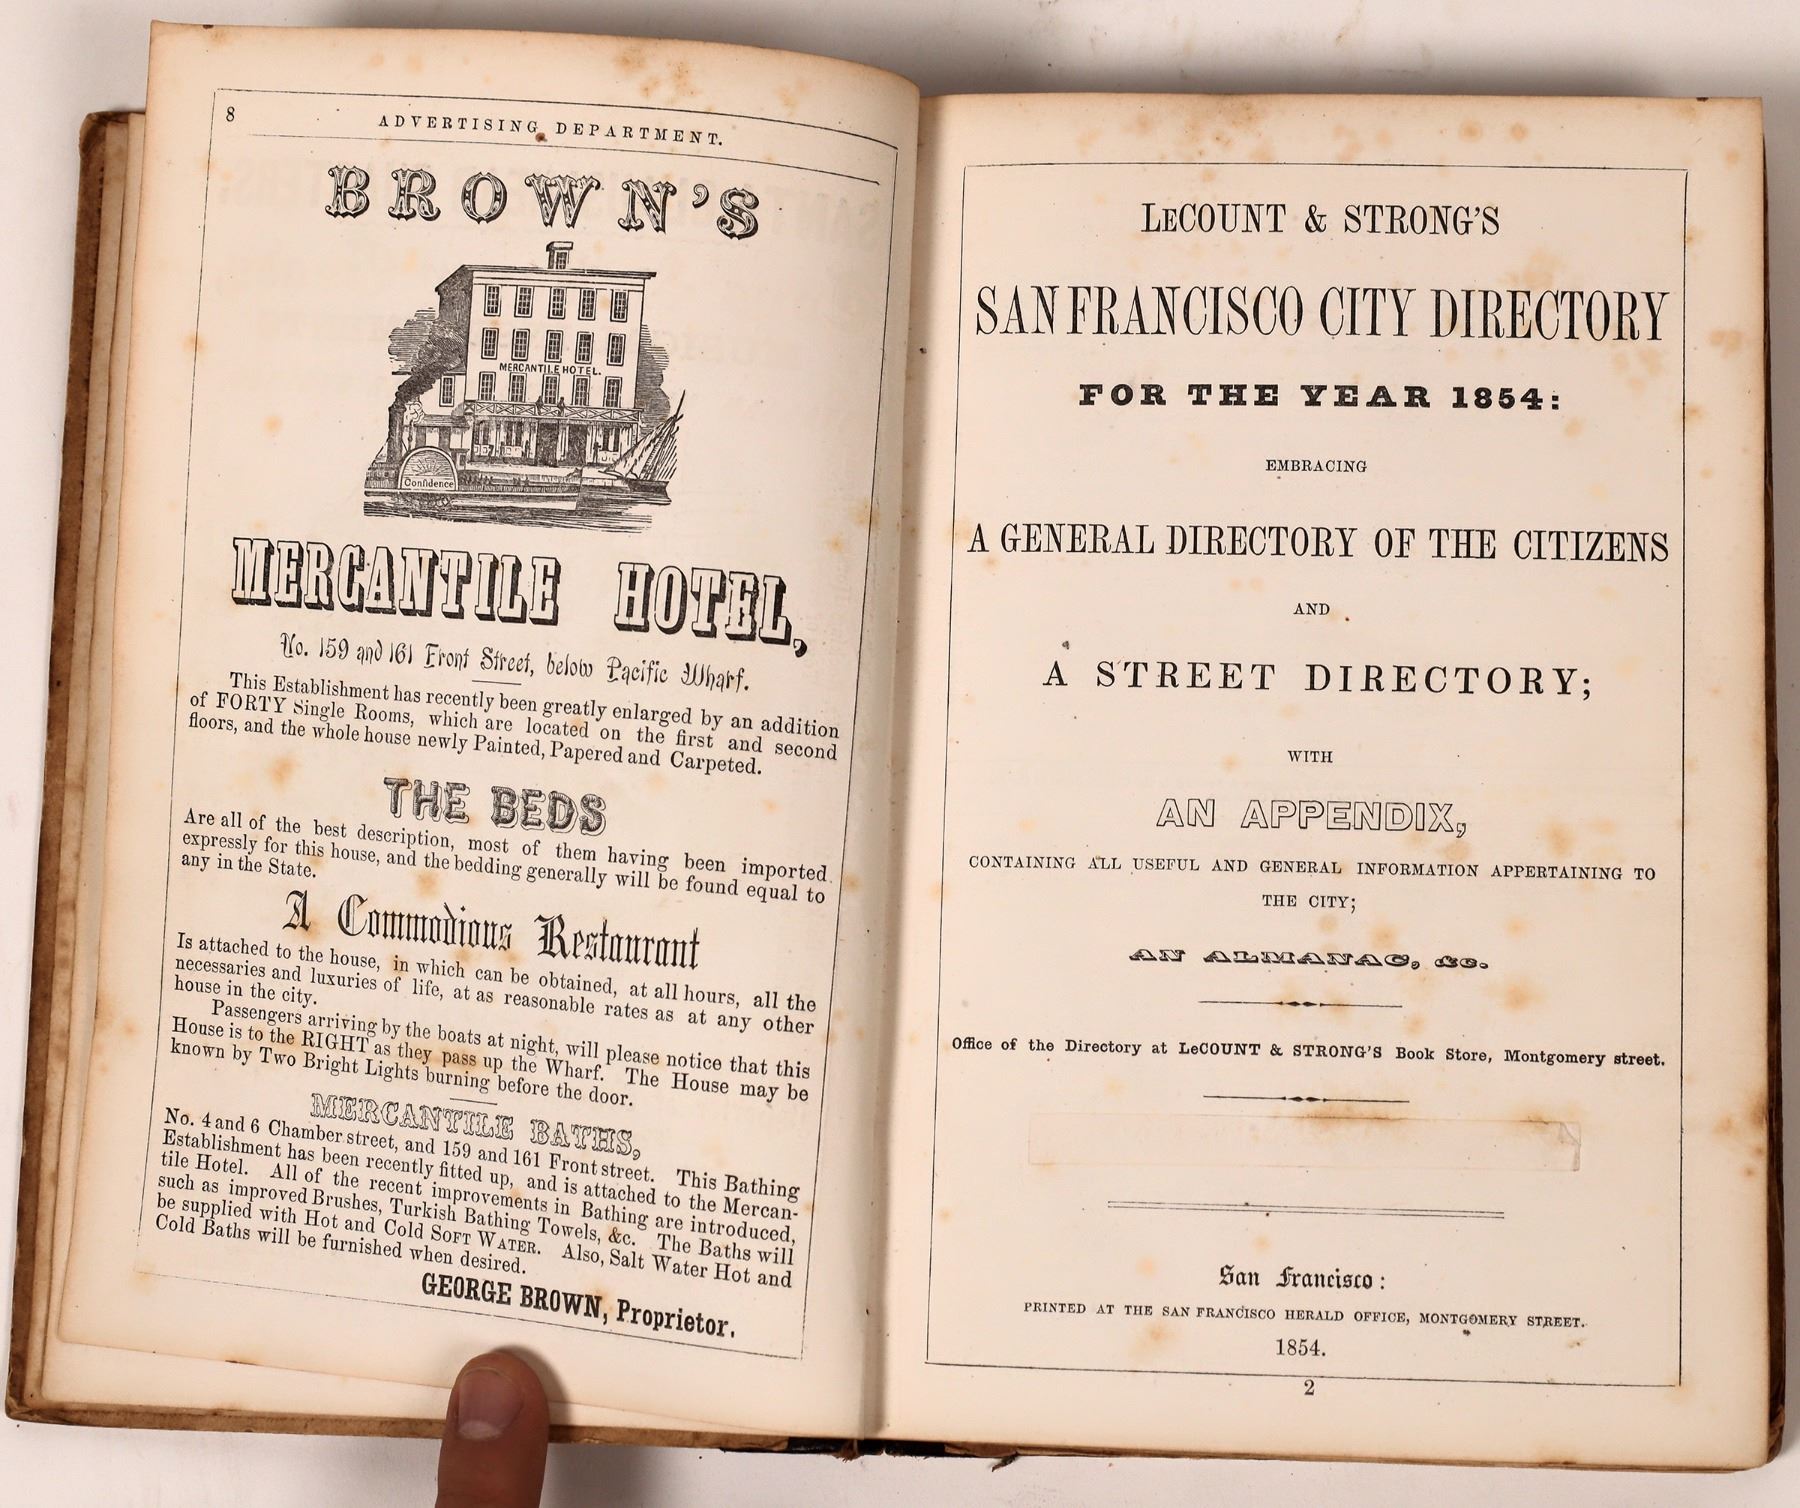 8
ADVERTISING DEPARTMENT.
BROWN'S
MERCANTILE HOTEL.
Confidence
MERCANTILE HOTEL,
No. 159 and 161 Front Street, below Pacific Wharf.
This Establishment has recently been greatly enlarged by an addition
of FORTY Single Rooms, which are located on the first and second
floors, and the whole house newly Painted, Papered and Carpeted.
THE BEDS
Are all of the best description, most of them having been imported
expressly for this house, and the bedding generally will be found equal to
any in the State.
A Commodious Restaurant
Is attached to the house, in which can be obtained, at all hours, all the
necessaries and luxuries of life, at as reasonable rates as at any other
house in the city.
Passengers arriving by the boats at night, will please notice that this
House is to the RIGHT as they pass up the Wharf. The House may be
known by Two Bright Lights burning before the door.
MERCANTILE BATHS,
No. 4 and 6 Chamber street, and 159 and 161 Front street. This Bathing
Establishment has been recently fitted up, and is attached to the Mercan-
tile Hotel. All of the recent improvements in Bathing are introduced,
such as improved Brushes, Turkish Bathing Towels, &c. The Baths will
be supplied with Hot and Cold SOFT WATER. Also, Salt Water Hot and
Cold Baths will be furnished when desired.
GEORGE BROWN, Proprietor.
LECOUNT & STRONG'S
SAN FRANCISCO CITY DIRECTORY
FOR THE YEAR 1854:
EMBRACING
A GENERAL DIRECTORY OF THE CITIZENS
AND
A STREET DIRECTORY;
WITH
AN APPENDIX,
CONTAINING ALL USEFUL AND GENERAL INFORMATION APPERTAINING TO
THE CITY;
AN ALMANAC, &c.
Office of the Directory at LECOUNT & STRONG'S Book Store, Montgomery street.
San Francisco:
PRINTED AT THE SAN FRANCISCO HERALD OFFICE, MONTGOMERY STREET.
1854.
2